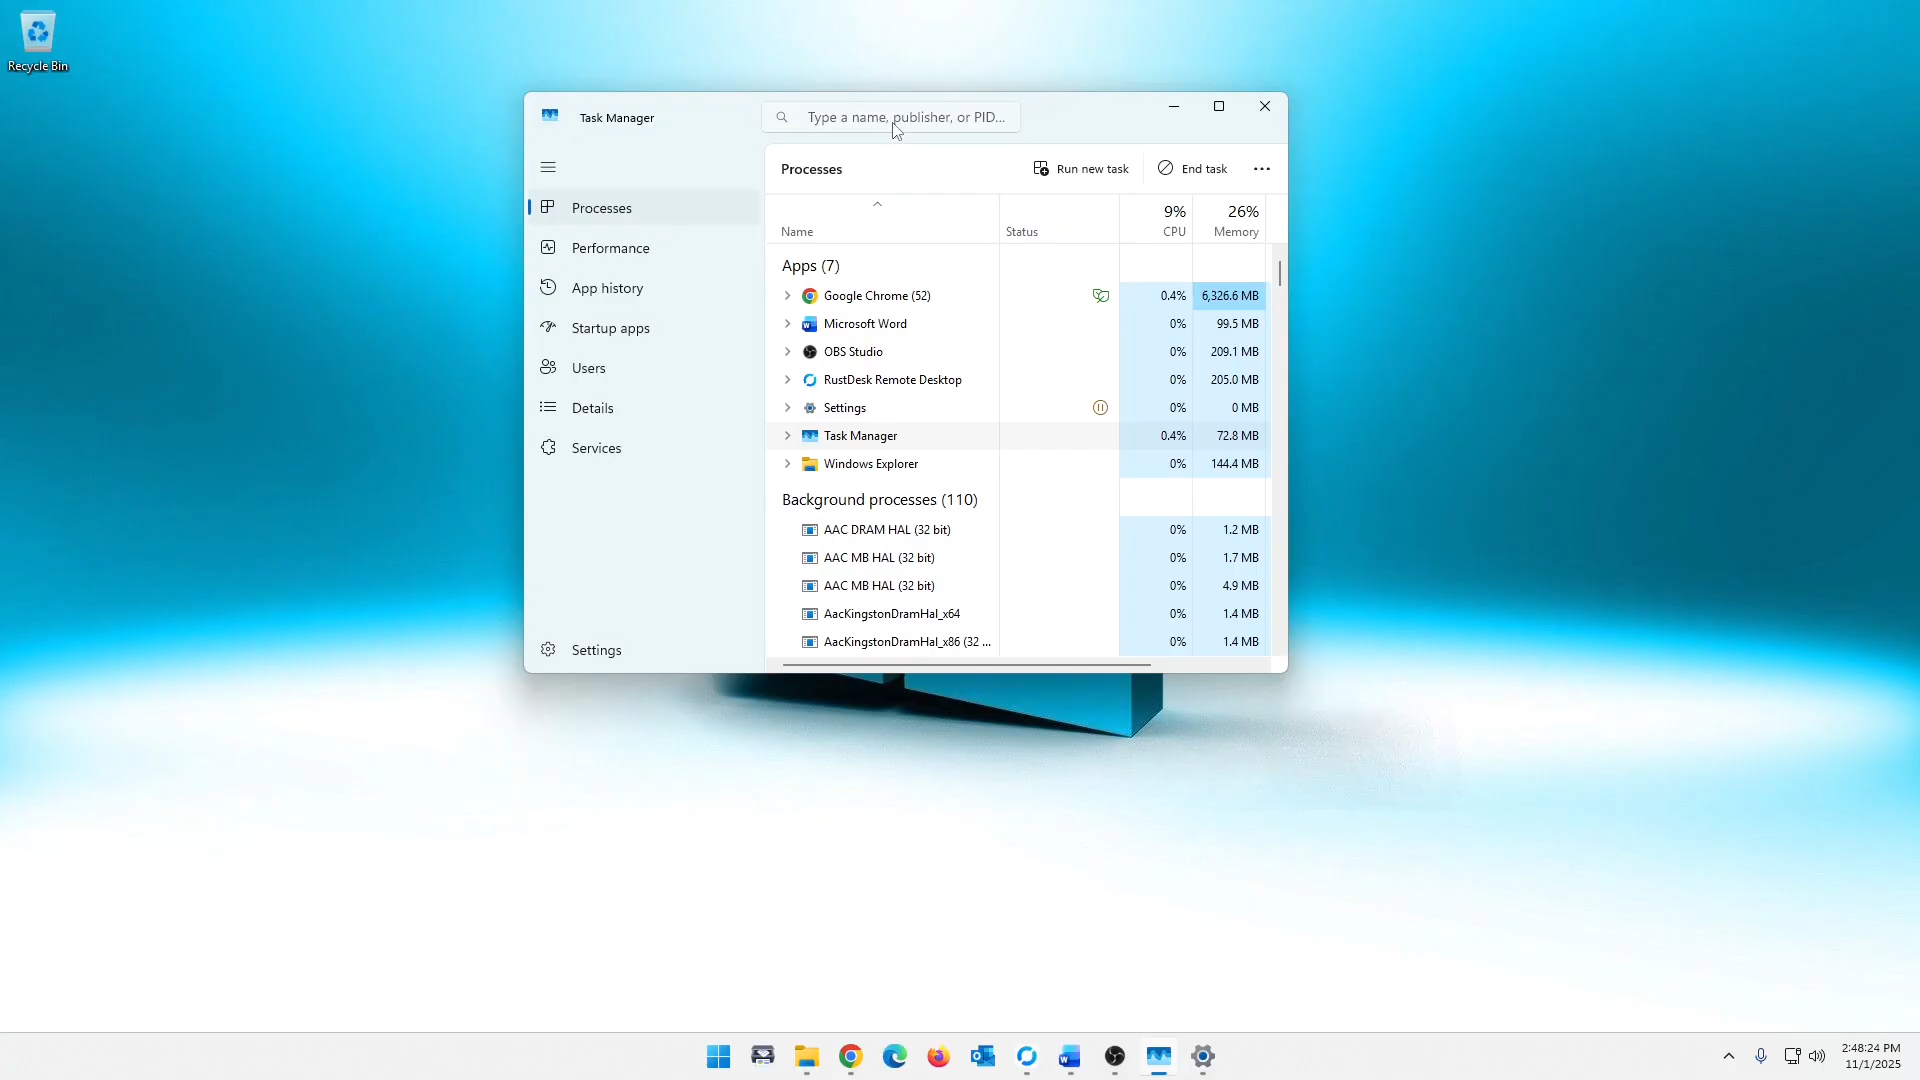 Recycle Bin
Task Manager
Type a name, publisher, or PID...
Processes
Run new task
End task
Processes
Performance
App history
Startup apps
Users
Details
Services
Settings
9% 26%
Name Status CPU Memory
Apps (7)
Google Chrome (52) 0.4% 6,326.6 MB
Microsoft Word 0% 99.5 MB
OBS Studio 0% 209.1 MB
RustDesk Remote Desktop 0% 205.0 MB
Settings 0% 0 MB
Task Manager 0.4% 72.8 MB
Windows Explorer 0% 144.4 MB
Background processes (110)
AAC DRAM HAL (32 bit) 0% 1.2 MB
AAC MB HAL (32 bit) 0% 1.7 MB
AAC MB HAL (32 bit) 0% 4.9 MB
AacKingstonDramHal_x64 0% 1.4 MB
AacKingstonDramHal_x86 (32 ... 0% 1.4 MB
2:48:24 PM
11/1/2025